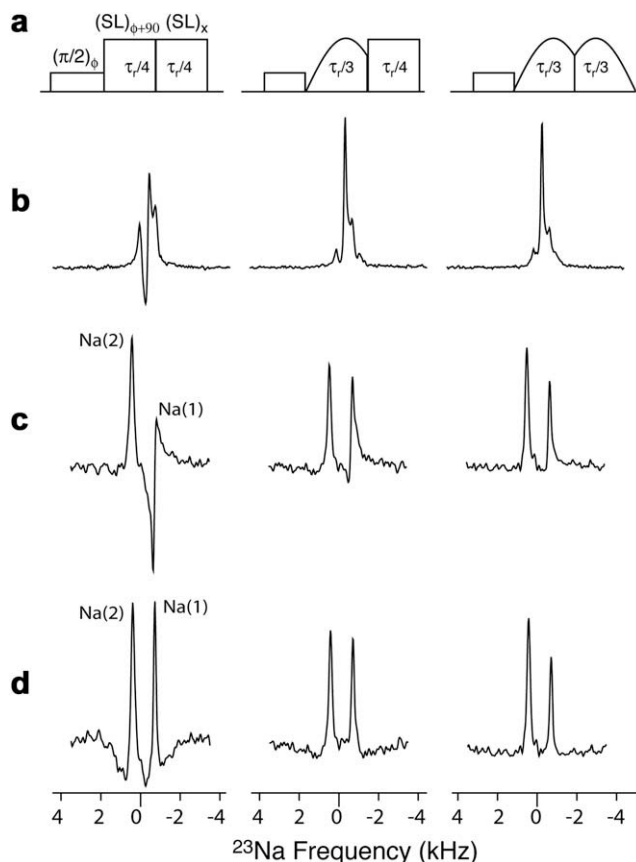 a
(π/2)ϕ (SL)ϕ+90 (SL)x
τr/4 τr/4 τr/3 τr/4 τr/3 τr/3
b
c
Na(2)
Na(1)
d
Na(2) Na(1)
4 2 0 -2 -4 4 2 0 -2 -4 4 2 0 -2 -4
23Na Frequency (kHz)